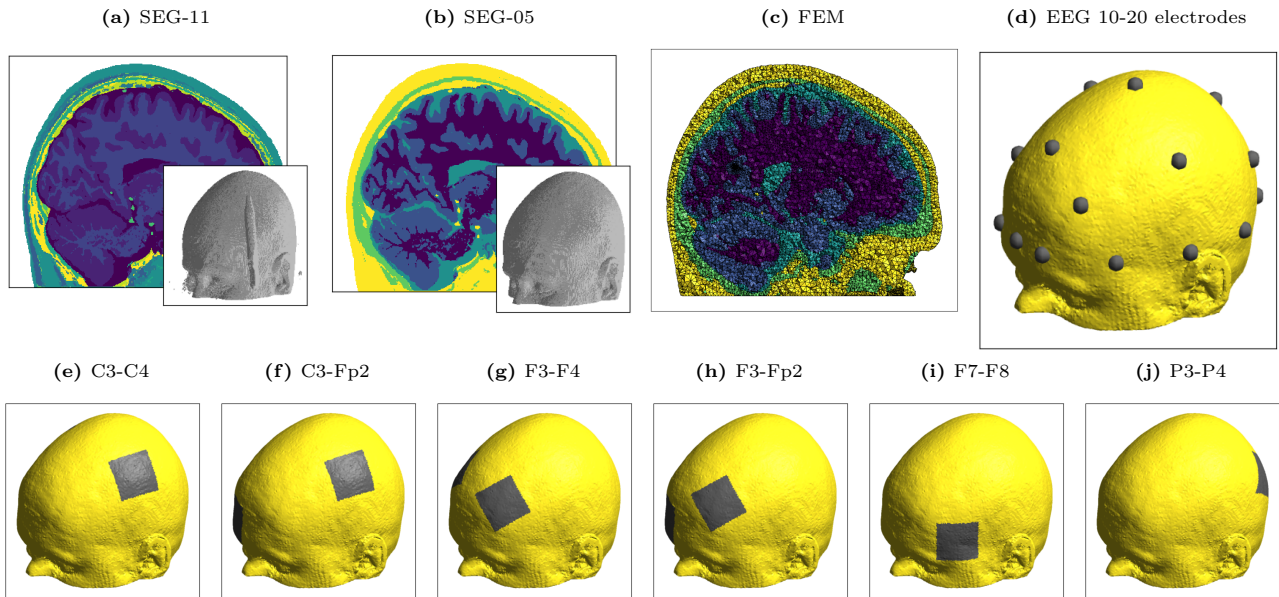 (a) SEG-11
(b) SEG-05
(c) FEM
(d) EEG 10-20 electrodes
(e) C3-C4
(f) C3-Fp2
(g) F3-F4
(h) F3-Fp2
(i) F7-F8
(j) P3-P4